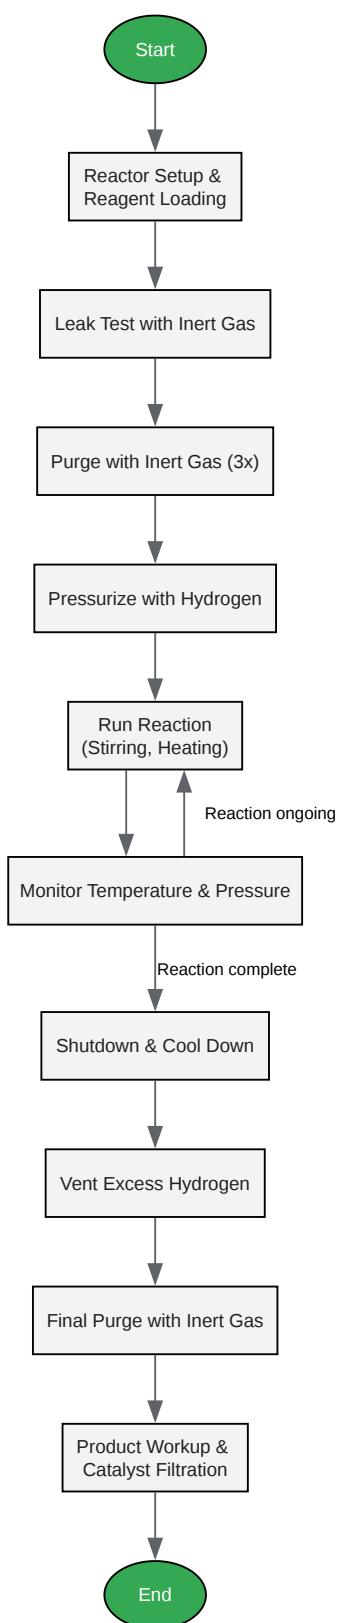 Start
Reactor Setup &
Reagent Loading
Leak Test with Inert Gas
Purge with Inert Gas (3x)
Pressurize with Hydrogen
Run Reaction
(Stirring, Heating)
Reaction ongoing
Monitor Temperature & Pressure
Reaction complete
Shutdown & Cool Down
Vent Excess Hydrogen
Final Purge with Inert Gas
Product Workup &
Catalyst Filtration
End